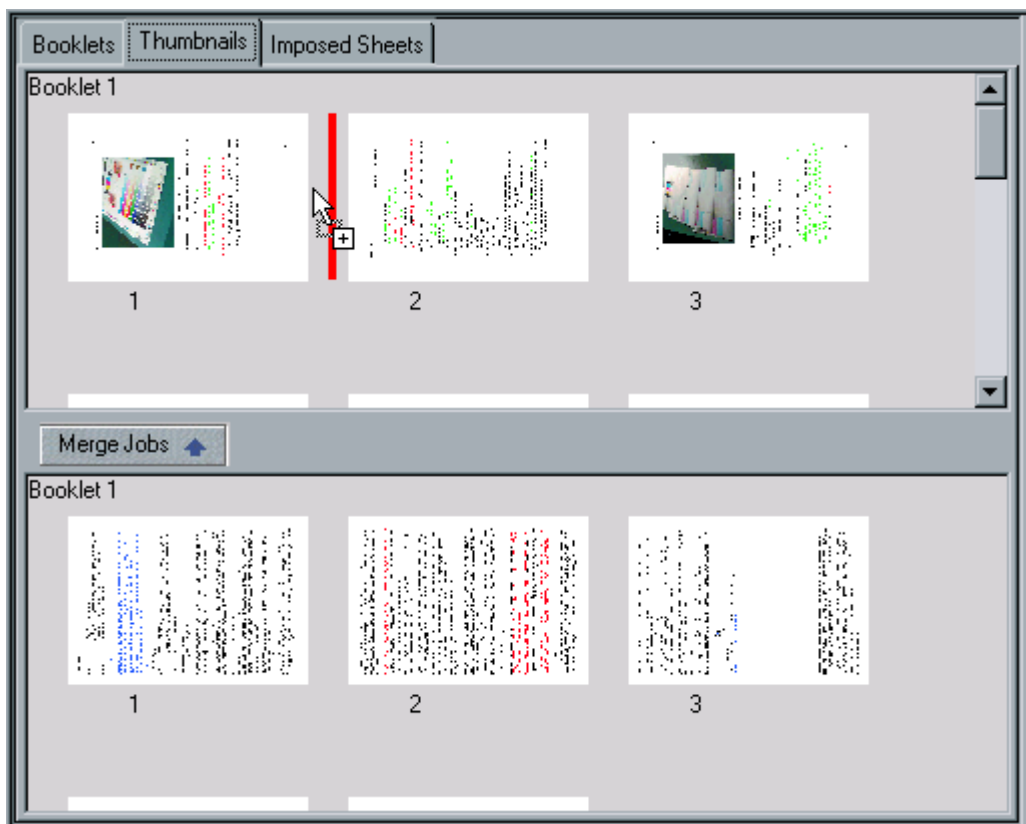 Booklets Thumbnails Imposed Sheets
Booklet 1
1 2 3
Merge Jobs
Booklet 1
1 2 3